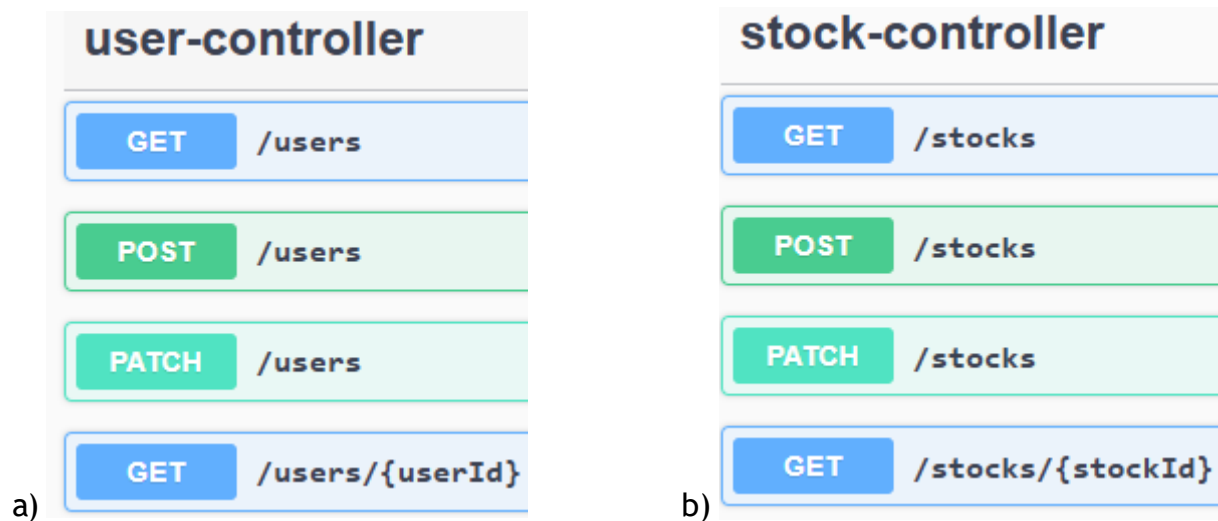 user-controller
GET /users
POST /users
PATCH /users
GET /users/{userId}
a)
stock-controller
GET /stocks
POST /stocks
PATCH /stocks
GET /stocks/{stockId}
b)